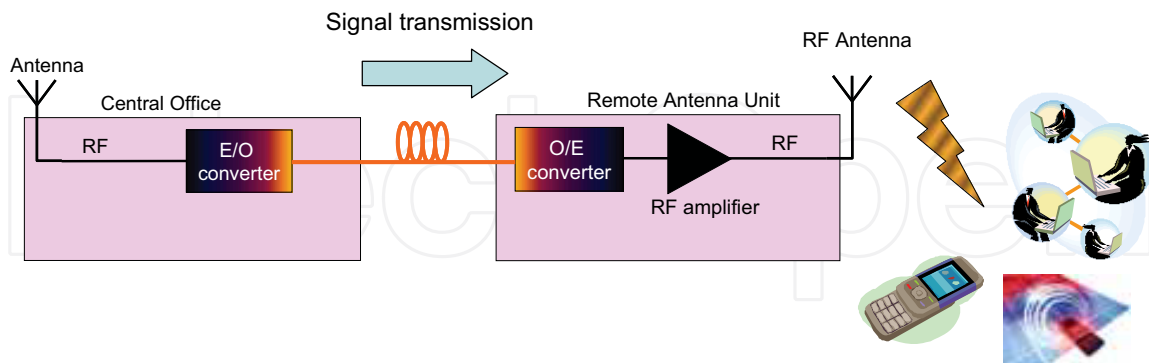 Signal transmission
RF Antenna
Antenna
Central Office
Remote Antenna Unit
RF
E/O
converter
O/E
converter
RF
RF amplifier